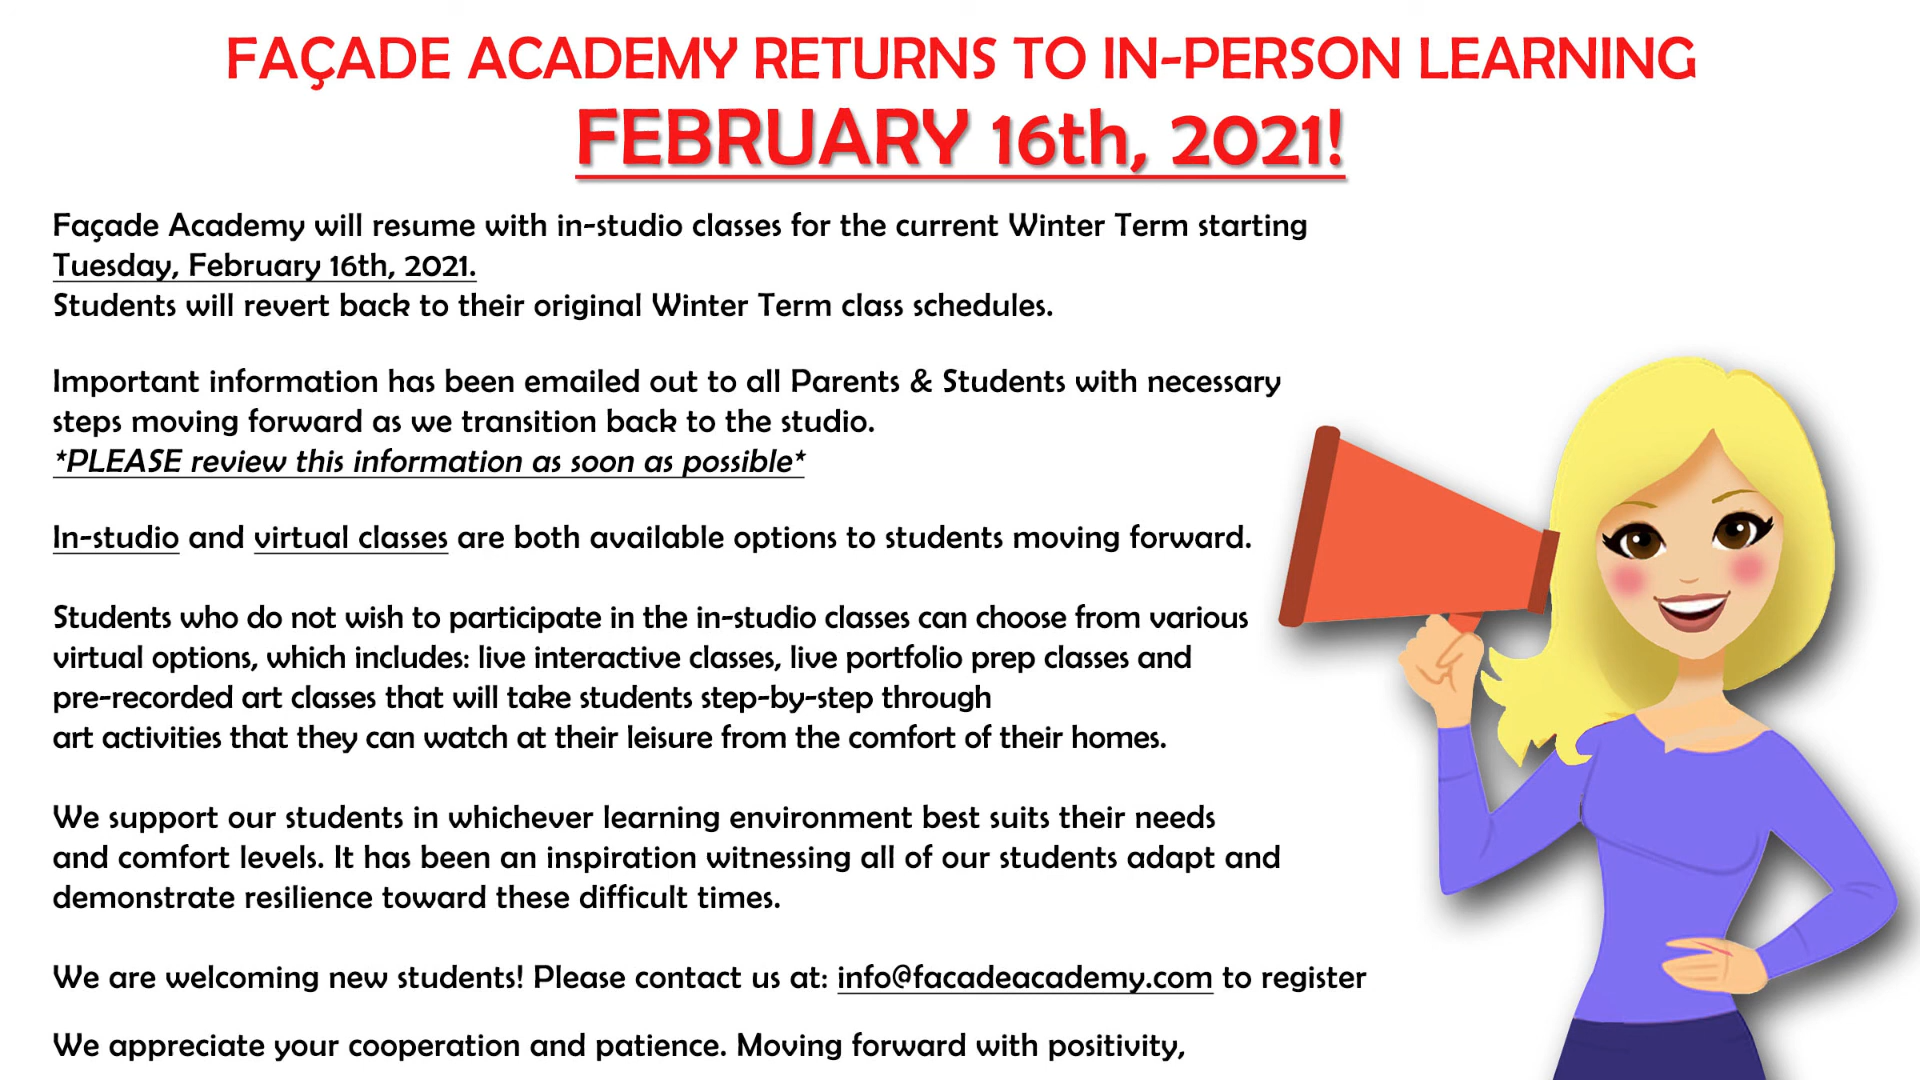 FAÇADE ACADEMY RETURNS TO IN-PERSON LEARNING
FEBRUARY 16th, 2021!
Façade Academy will resume with in-studio classes for the current Winter Term starting
Tuesday, February 16th, 2021.
Students will revert back to their original Winter Term class schedules.
Important information has been emailed out to all Parents & Students with necessary
steps moving forward as we transition back to the studio.
*PLEASE review this information as soon as possible*
In-studio and virtual classes are both available options to students moving forward.
Students who do not wish to participate in the in-studio classes can choose from various
virtual options, which includes: live interactive classes, live portfolio prep classes and
pre-recorded art classes that will take students step-by-step through
art activities that they can watch at their leisure from the comfort of their homes.
We support our students in whichever learning environment best suits their needs
and comfort levels. It has been an inspiration witnessing all of our students adapt and
demonstrate resilience toward these difficult times.
We are welcoming new students! Please contact us at: info@facadeacademy.com to register
We appreciate your cooperation and patience. Moving forward with positivity,